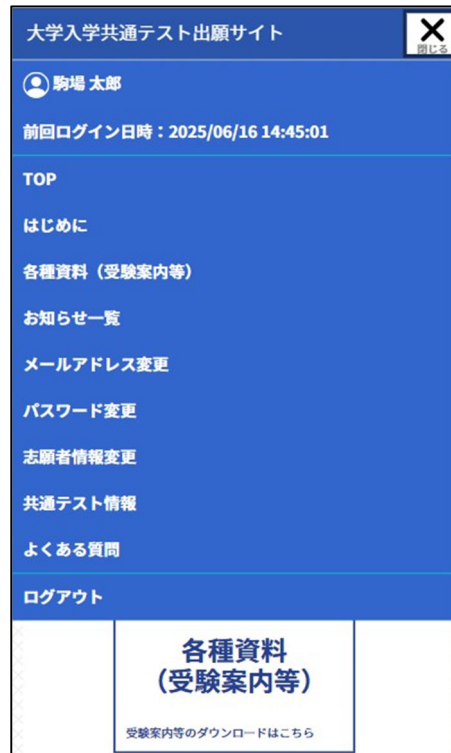 大学入学共通テスト出願サイト
閉じる
駒場 太郎
前回ログイン日時：2025/06/16 14:45:01
TOP
はじめに
各種資料（受験案内等）
お知らせ一覧
メールアドレス変更
パスワード変更
志願者情報変更
共通テスト情報
よくある質問
ログアウト
各種資料
（受験案内等）
受験案内等のダウンロードはこちら